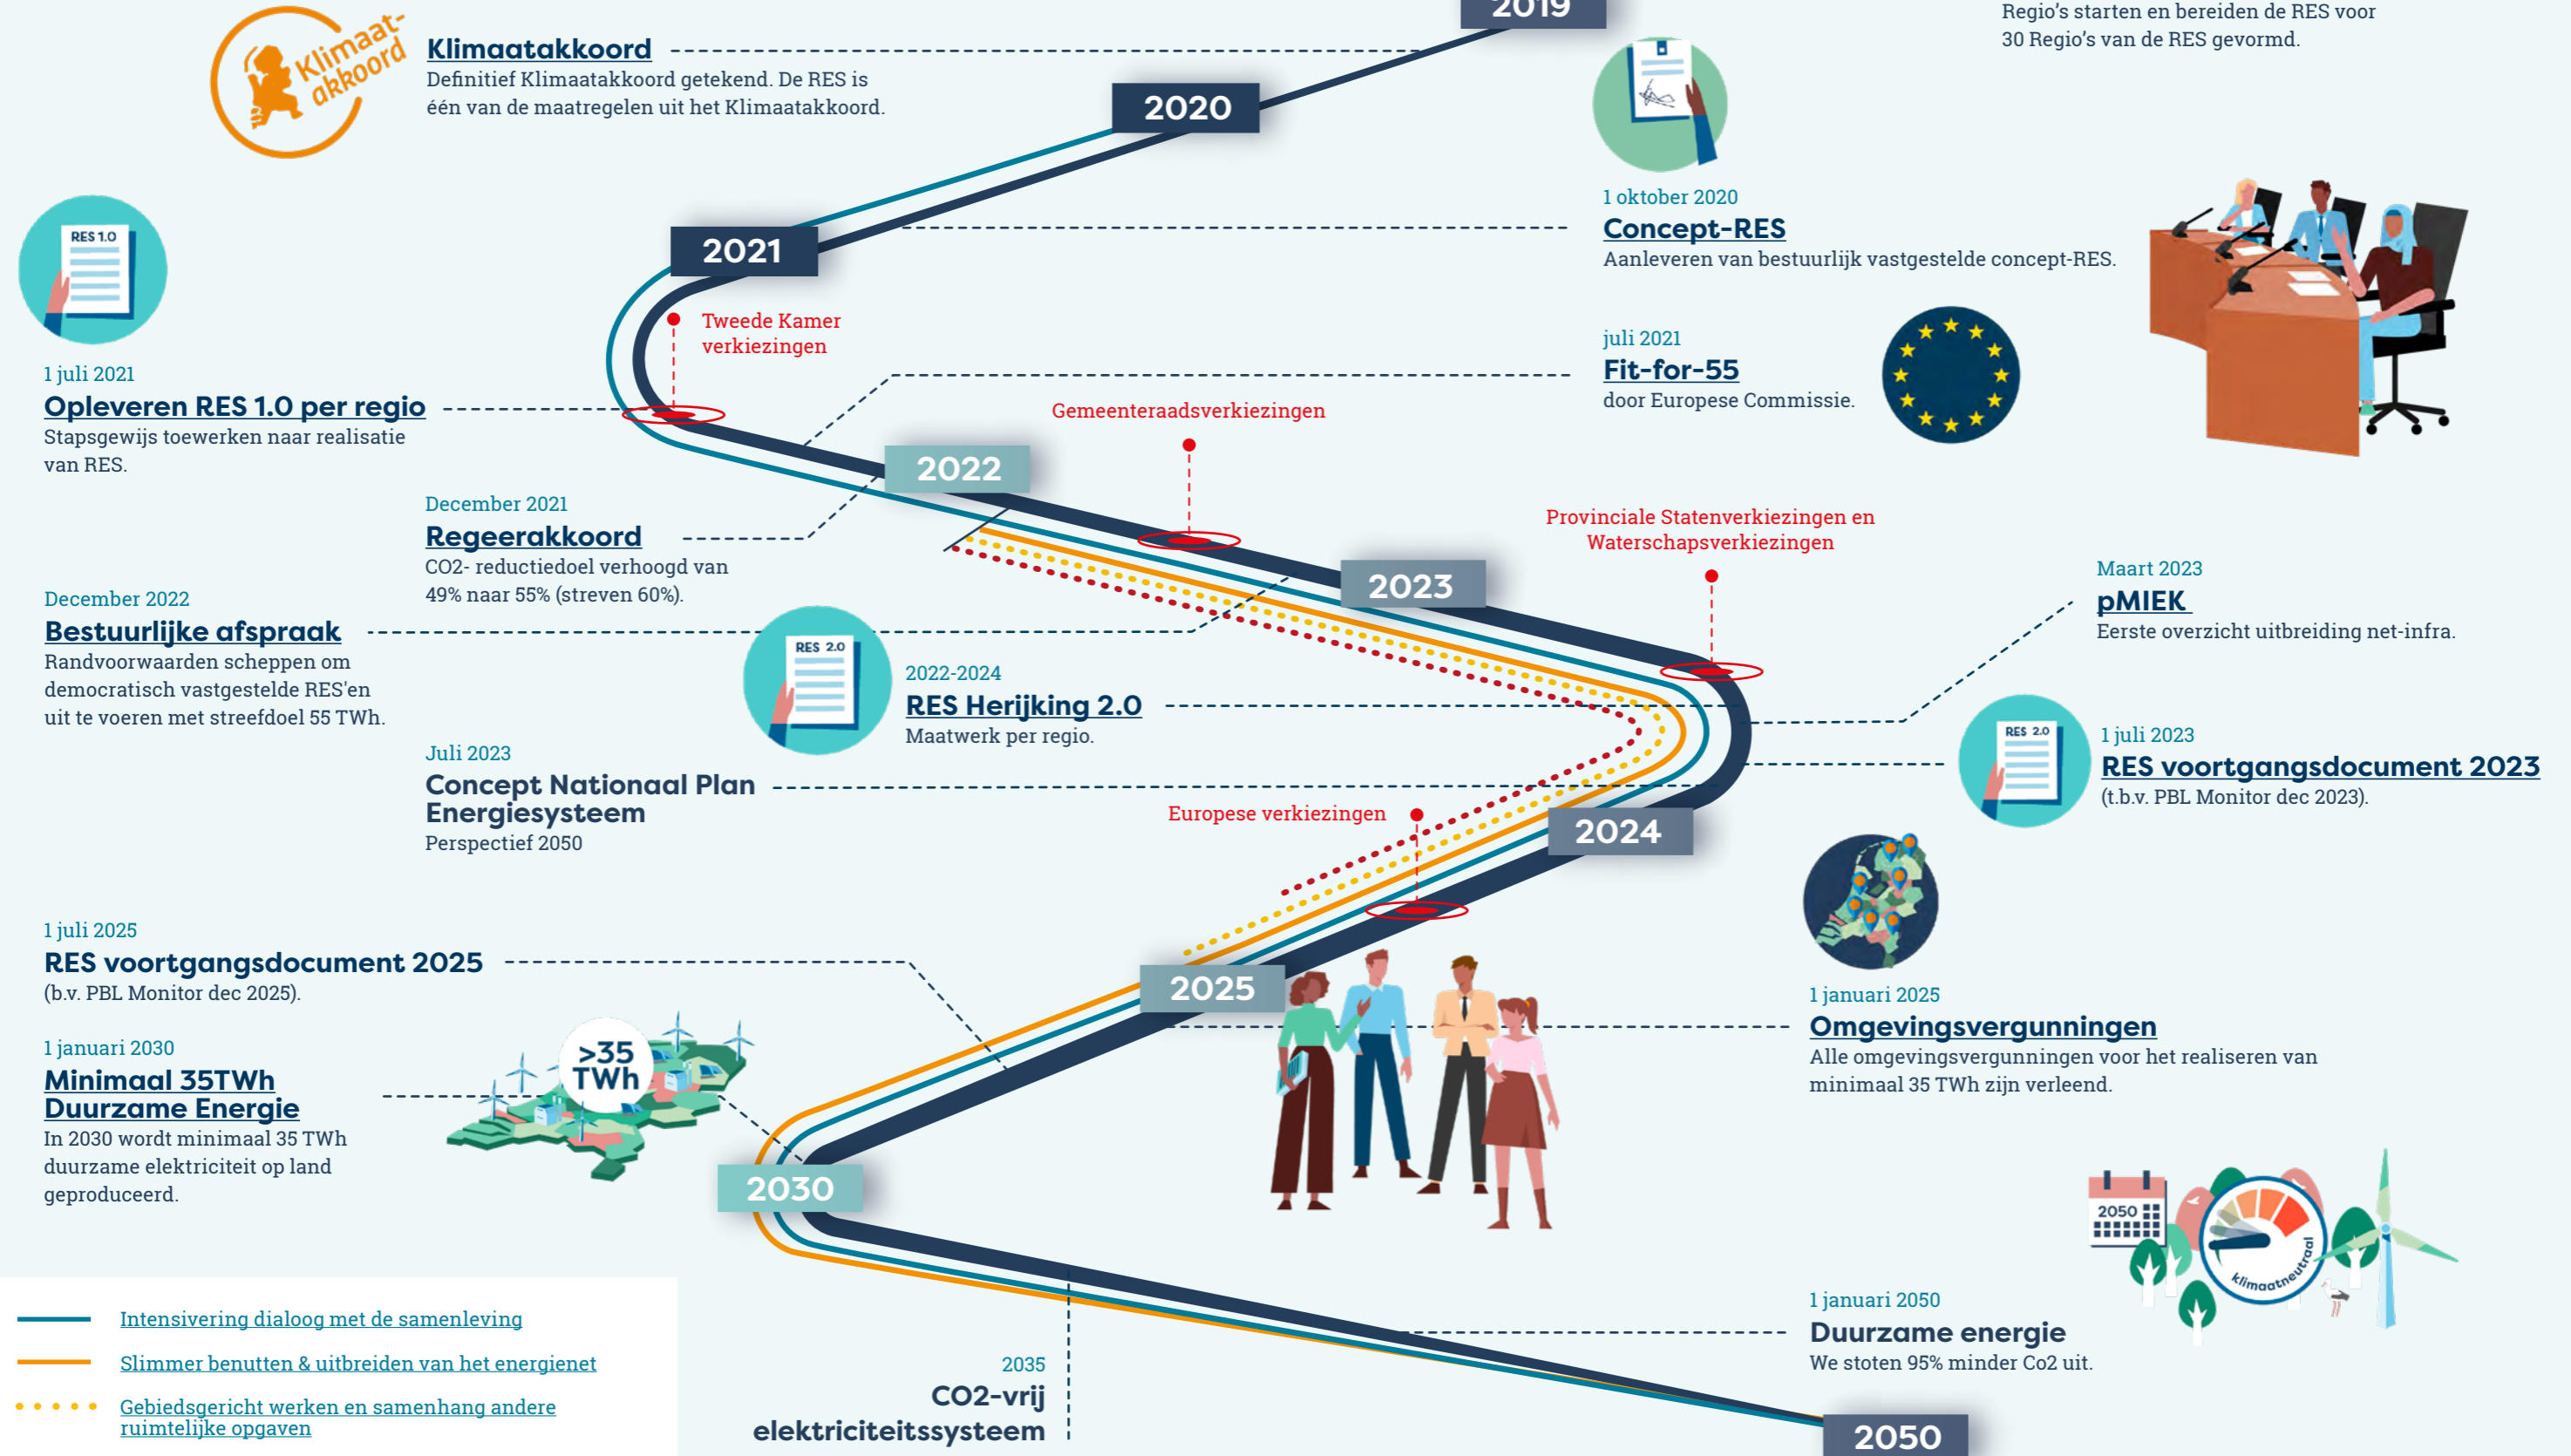 2019
Regio's starten en bereiden de RES voor
30 Regio's van de RES gevormd.
Klimaat-
akkoord
Klimaatakkoord
Definitief Klimaatakkoord getekend. De RES is
één van de maatregelen uit het Klimaatakkoord.
2020
1 oktober 2020
Concept-RES
Aanleveren van bestuurlijk vastgestelde concept-RES.
2021
RES 1.0
1 juli 2021
Opleveren RES 1.0 per regio
Stapsgewijs toewerken naar realisatie
van RES.
Tweede Kamer
verkiezingen
juli 2021
Fit-for-55
door Europese Commissie.
Gemeenteraadsverkiezingen
2022
December 2021
Regeerakkoord
CO2- reductiedoel verhoogd van
49% naar 55% (streven 60%).
Provinciale Statenverkiezingen en
Waterschapsverkiezingen
2023
December 2022
Bestuurlijke afspraak
Randvoorwaarden scheppen om
democratisch vastgestelde RES'en
uit te voeren met streefdoel 55 TWh.
Maart 2023
pMIEK
Eerste overzicht uitbreiding net-infra.
RES 2.0
2022-2024
RES Herijking 2.0
Maatwerk per regio.
RES 2.0
1 juli 2023
RES voortgangsdocument 2023
(t.b.v. PBL Monitor dec 2023).
Juli 2023
Concept Nationaal Plan
Energiesysteem
Perspectief 2050
Europese verkiezingen
2024
1 juli 2025
RES voortgangsdocument 2025
(b.v. PBL Monitor dec 2025).
2025
1 januari 2025
Omgevingsvergunningen
Alle omgevingsvergunningen voor het realiseren van
minimaal 35 TWh zijn verleend.
1 januari 2030
Minimaal 35TWh
Duurzame Energie
In 2030 wordt minimaal 35 TWh
duurzame elektriciteit op land
geproduceerd.
>35
TWh
2030
2050
klimaatneutraal
1 januari 2050
Duurzame energie
We stoten 95% minder Co2 uit.
2035
CO2-vrij
elektriciteitssysteem
2050
Intensivering dialoog met de samenleving
Slimmer benutten & uitbreiden van het energienet
Gebiedsgericht werken en samenhang andere
ruimtelijke opgaven